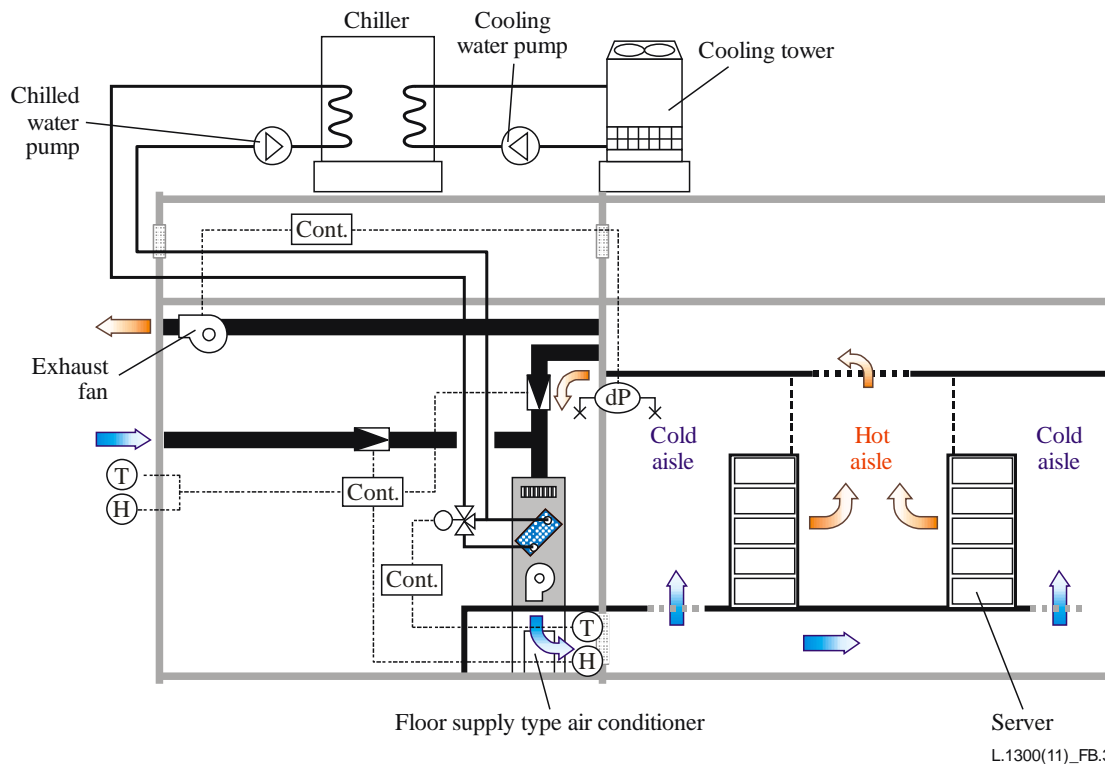 Chiller
Cooling
water pump
Cooling tower
Chilled
water
pump
Cont.
Exhaust
fan
dP
Cold
aisle
Hot
aisle
Cold
aisle
T
H
Cont.
Cont.
T
H
Floor supply type air conditioner
Server
L.1300(11)_FB.3